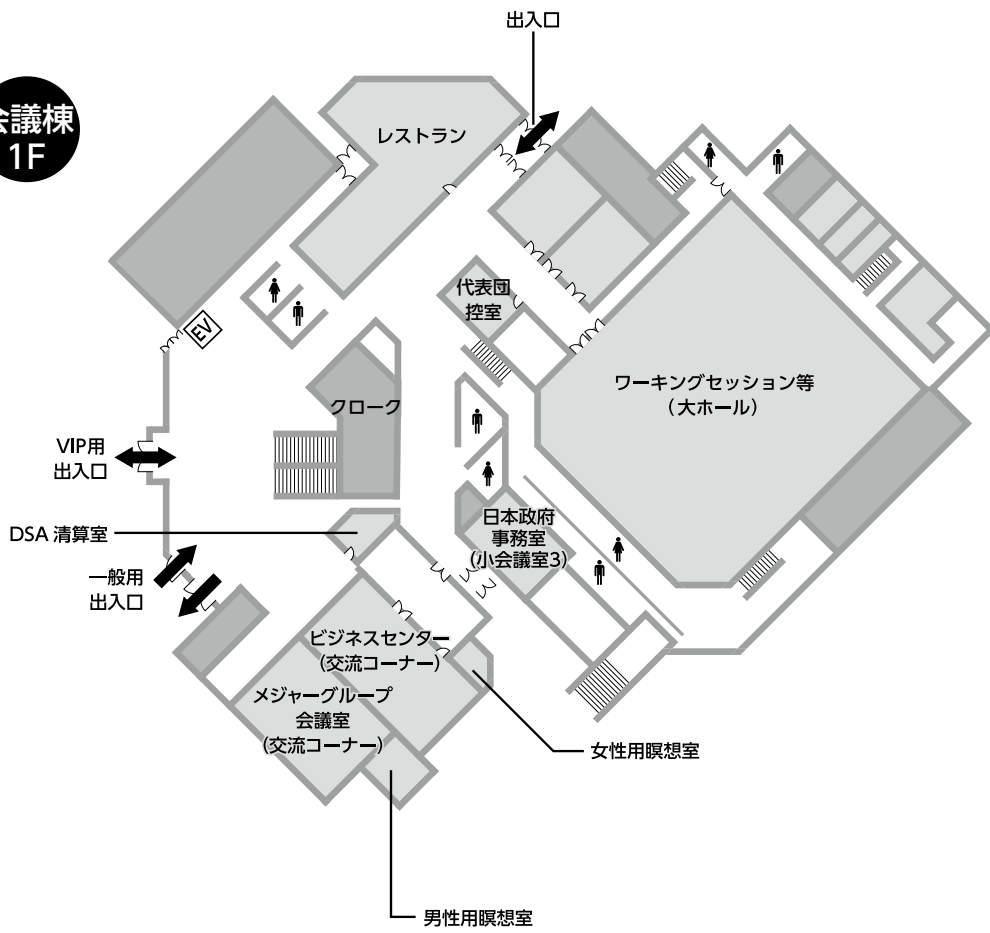 出入口
会議棟
1F
レストラン
代表団
控室
ワーキングセッション等
(大ホール)
EV
クローク
VIP用
出入口
DSA 清算室
日本政府
事務室
(小会議室3)
一般用
出入口
ビジネスセンター
(交流コーナー)
メジャーグループ
会議室
(交流コーナー)
女性用瞑想室
男性用瞑想室